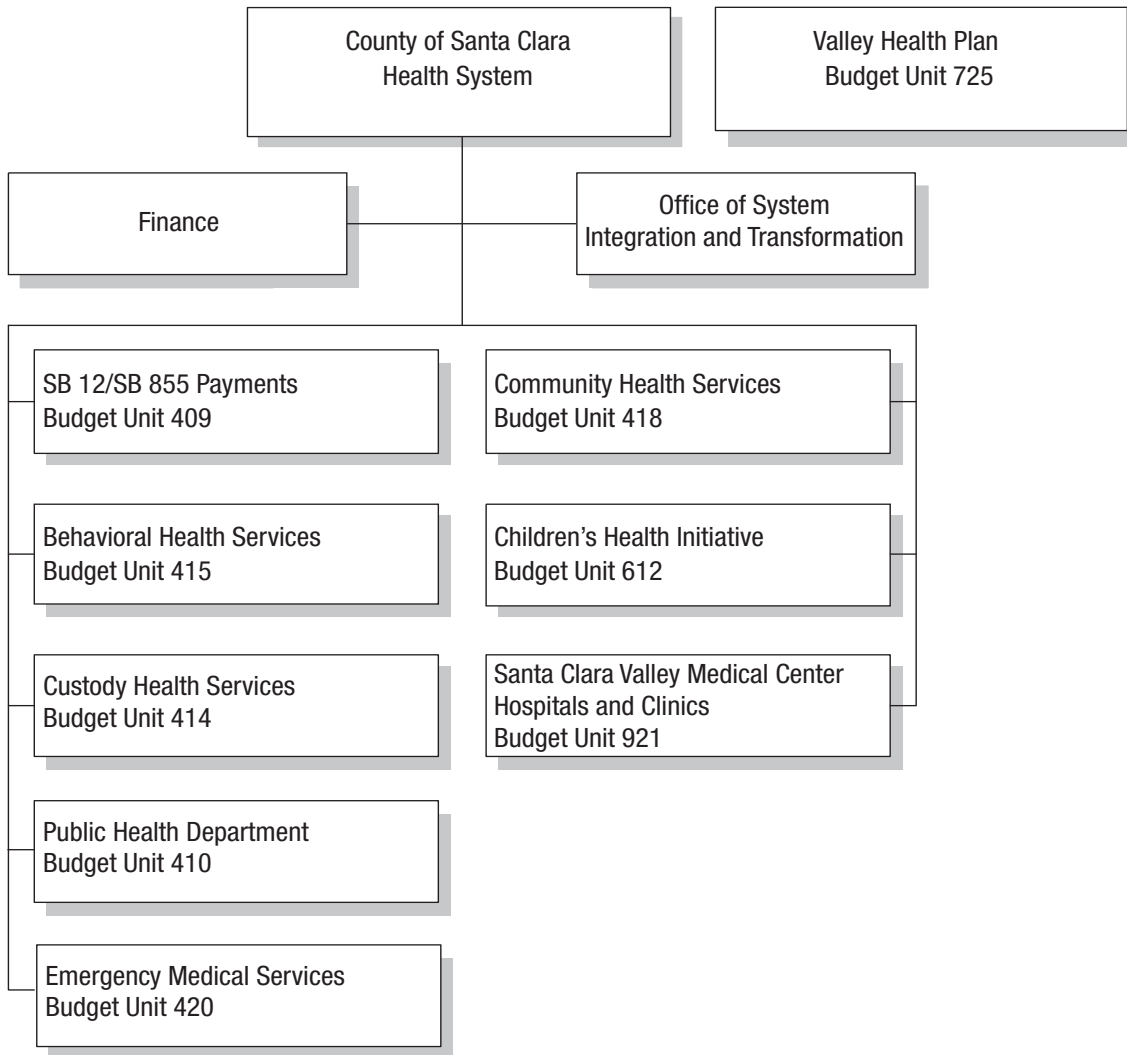 County of Santa Clara
Health System
Valley Health Plan
Budget Unit 725
Finance
Office of System
Integration and Transformation
SB 12/SB 855 Payments
Budget Unit 409
Behavioral Health Services
Budget Unit 415
Custody Health Services
Budget Unit 414
Public Health Department
Budget Unit 410
Emergency Medical Services
Budget Unit 420
Community Health Services
Budget Unit 418
Children’s Health Initiative
Budget Unit 612
Santa Clara Valley Medical Center
Hospitals and Clinics
Budget Unit 921